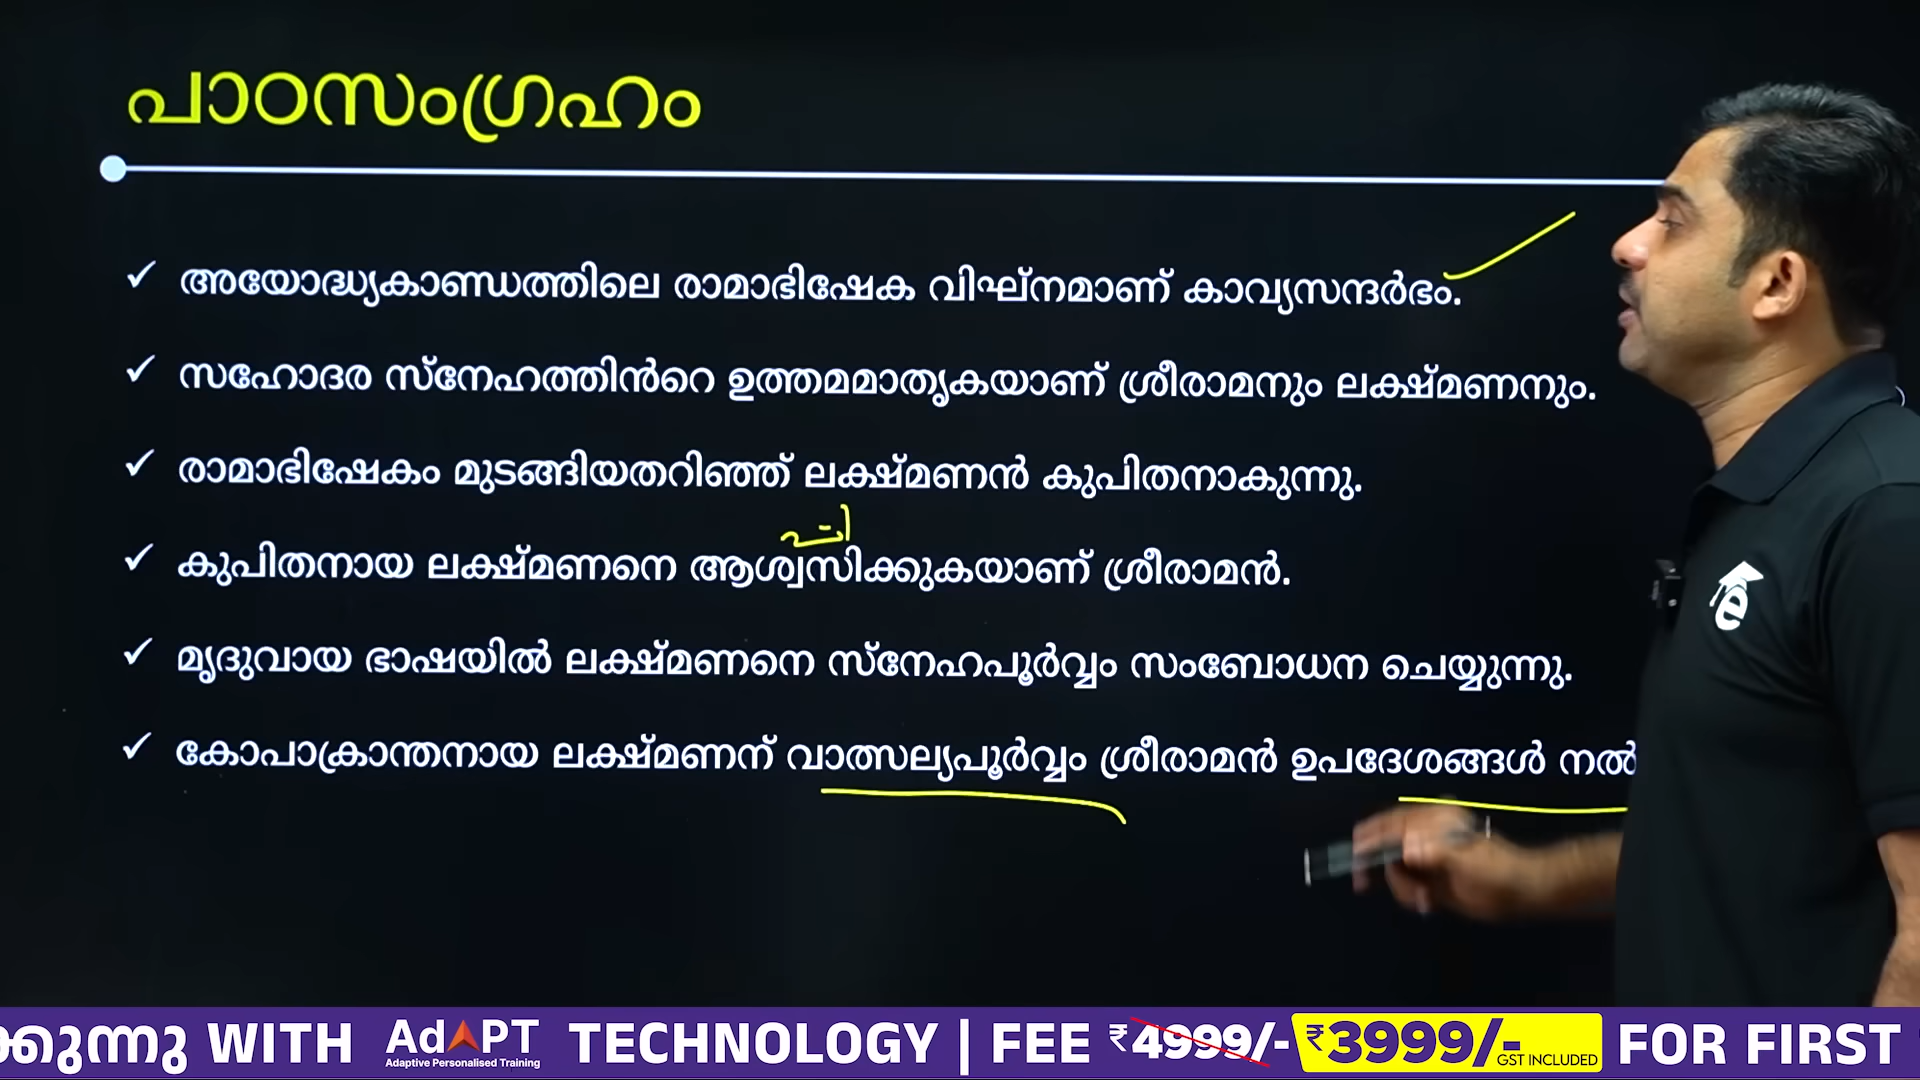 പാഠസംഗ്രഹം
✓ അയോദ്ധ്യകാണ്ഡത്തിലെ രാമാഭിഷേക വിഘ്നമാണ് കാവ്യസന്ദർഭം.
✓ സഹോദര സ്നേഹത്തിൻറെ ഉത്തമമാതൃകയാണ് ശ്രീരാമനും ലക്ഷ്മണനും.
✓ രാമാഭിഷേകം മുടങ്ങിയതറിഞ്ഞ് ലക്ഷ്മണൻ കുപിതനാകുന്നു.
✓ കുപിതനായ ലക്ഷ്മണനെ ആശ്വസിക്കുകയാണ് ശ്രീരാമൻ.
✓ മൃദുവായ ഭാഷയിൽ ലക്ഷ്മണനെ സ്നേഹപൂർവ്വം സംബോധന ചെയ്യുന്നു.
✓ കോപാക്രാന്തനായ ലക്ഷ്മണന് വാത്സല്യപൂർവ്വം ശ്രീരാമൻ ഉപദേശങ്ങൾ നൽ
e
ക്കുന്നു WITH AdAPT TECHNOLOGY | FEE ₹4999/- ₹3999/- FOR FIRST
Adaptive Personalised Training GST INCLUDED